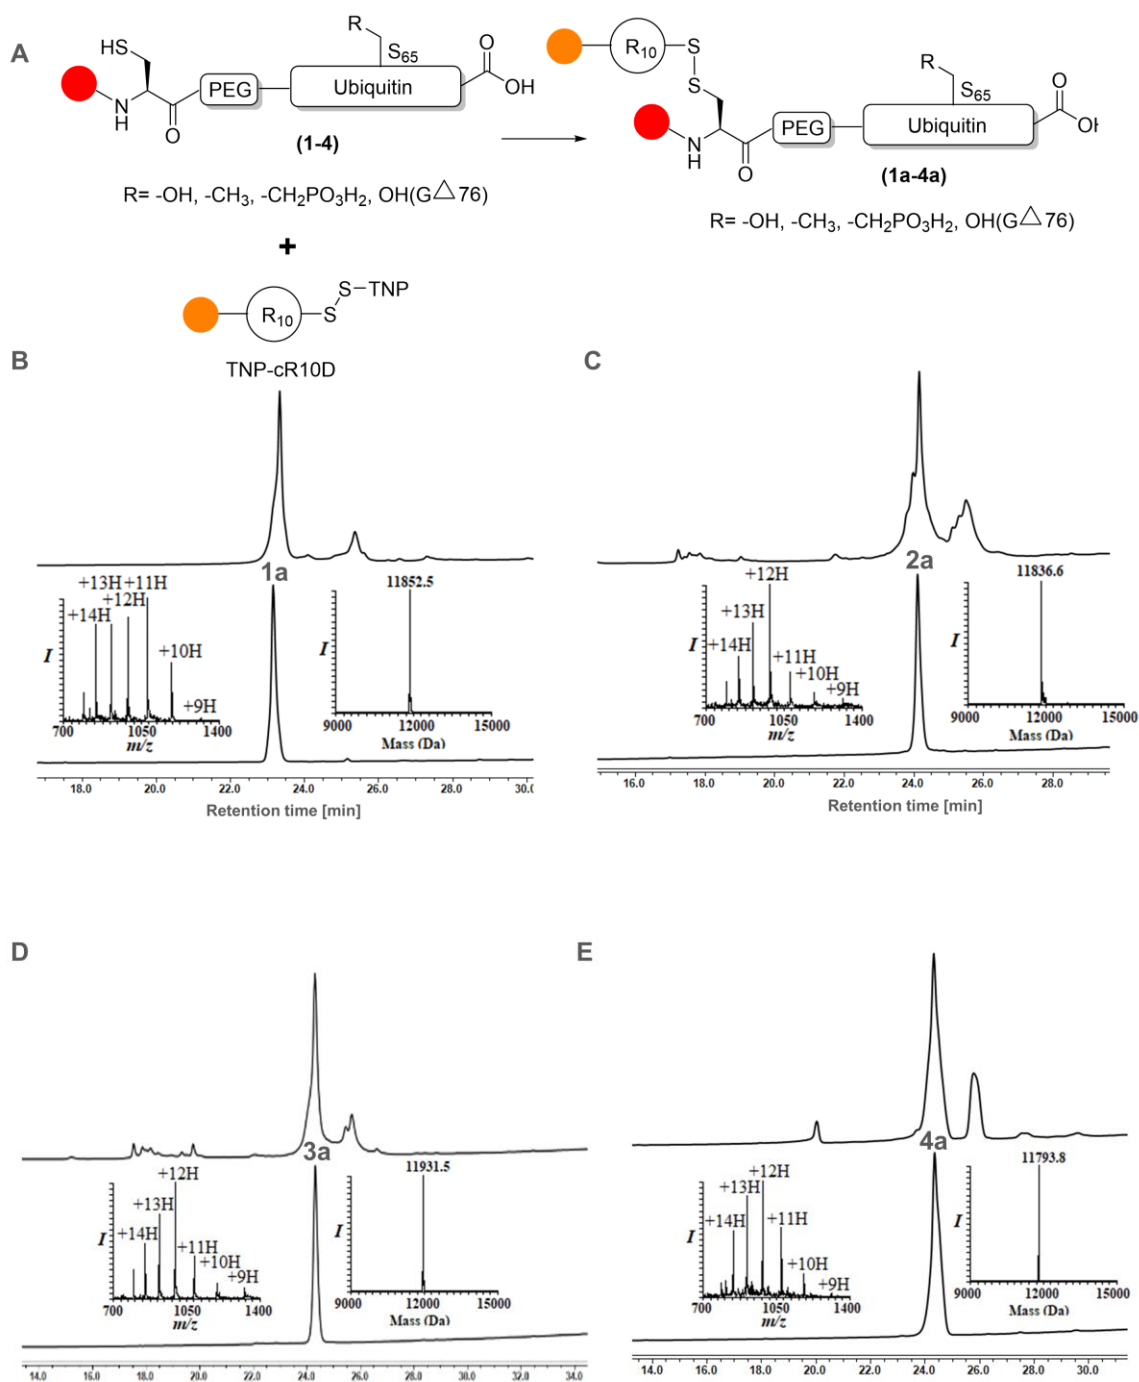 A
HS
N
H
O
PEG
R
S65
Ubiquitin
O
OH
(1-4)
R= -OH, -CH₃, -CH₂PO₃H₂, OH(G△76)
R₁₀
S
S
N
H
O
PEG
R
S65
Ubiquitin
O
OH
(1a-4a)
R= -OH, -CH₃, -CH₂PO₃H₂, OH(G△76)
+
R₁₀
S
S-TNP
TNP-cR10D
B
1a
+13H +11H
+12H
+14H
+10H
+9H
I
700 1050 1400
m/z
11852.5
I
9000 12000 15000
Mass (Da)
18.0 20.0 22.0 24.0 26.0 28.0 30.0
Retention time [min]
C
2a
+12H
+13H
+14H
+11H
+10H
+9H
I
700 1050 1400
m/z
11836.6
I
9000 12000 15000
Mass (Da)
16.0 18.0 20.0 22.0 24.0 26.0 28.0
Retention time [min]
D
3a
+12H
+13H
+14H
+11H
+10H
+9H
I
700 1050 1400
m/z
11931.5
I
9000 12000 15000
Mass (Da)
14.0 16.0 18.0 20.0 22.0 24.0 26.0 28.0 30.0 32.0 34.0
E
4a
+12H
+13H
+14H
+11H
+10H
+9H
I
700 1050 1400
m/z
11793.8
I
9000 12000 15000
Mass (Da)
14.0 16.0 18.0 20.0 22.0 24.0 26.0 28.0 30.0